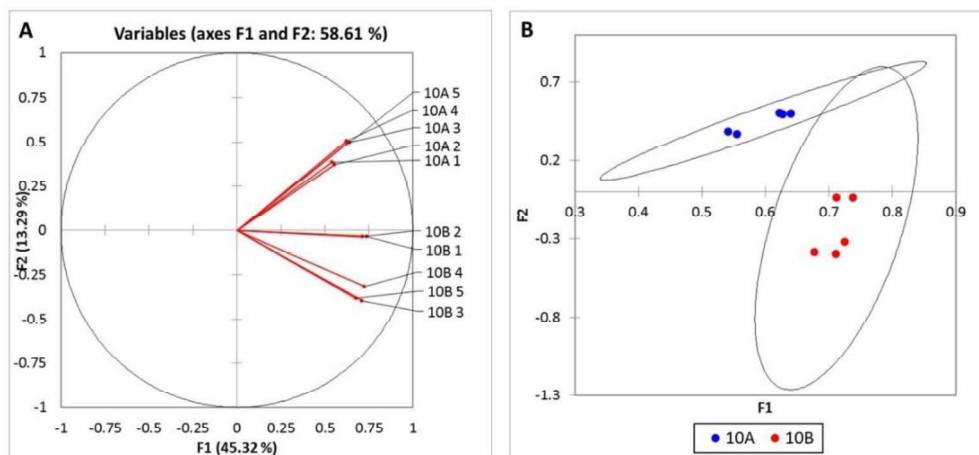 A
Variables (axes F1 and F2: 58.61 %)
1
0.75
0.5
0.25
0
-0.25
-0.5
-0.75
-1
F2 (13.29 %)
10A 5
10A 4
10A 3
10A 2
10A 1
10B 2
10B 1
10B 4
10B 5
10B 3
-1 -0.75 -0.5 -0.25 0 0.25 0.5 0.75 1
F1 (45.32 %)
B
0.7
0.2
-0.3
-0.8
-1.3
F2
0.3 0.4 0.5 0.6 0.7 0.8 0.9
F1
10A 10B